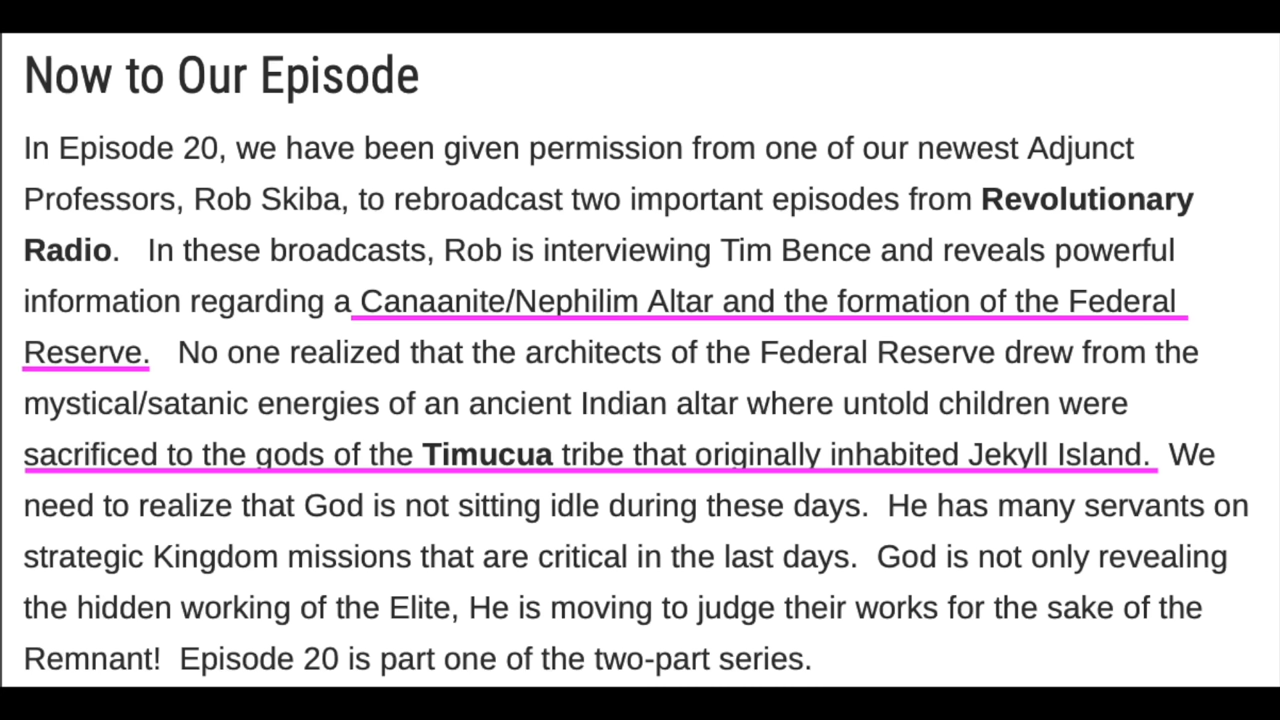 Now to Our Episode
In Episode 20, we have been given permission from one of our newest Adjunct
Professors, Rob Skiba, to rebroadcast two important episodes from Revolutionary
Radio.   In these broadcasts, Rob is interviewing Tim Bence and reveals powerful
information regarding a Canaanite/Nephilim Altar and the formation of the Federal
Reserve.   No one realized that the architects of the Federal Reserve drew from the
mystical/satanic energies of an ancient Indian altar where untold children were
sacrificed to the gods of the Timucua tribe that originally inhabited Jekyll Island.  We
need to realize that God is not sitting idle during these days.  He has many servants on
strategic Kingdom missions that are critical in the last days.  God is not only revealing
the hidden working of the Elite, He is moving to judge their works for the sake of the
Remnant!  Episode 20 is part one of the two-part series.